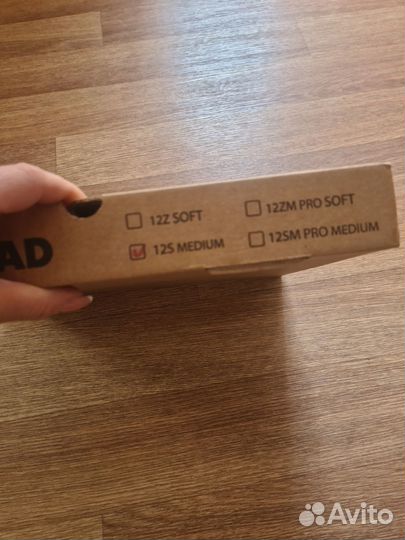 12Z SOFT
12ZM PRO SOFT
AD
12S MEDIUM
12SM PRO MEDIUM
Avito